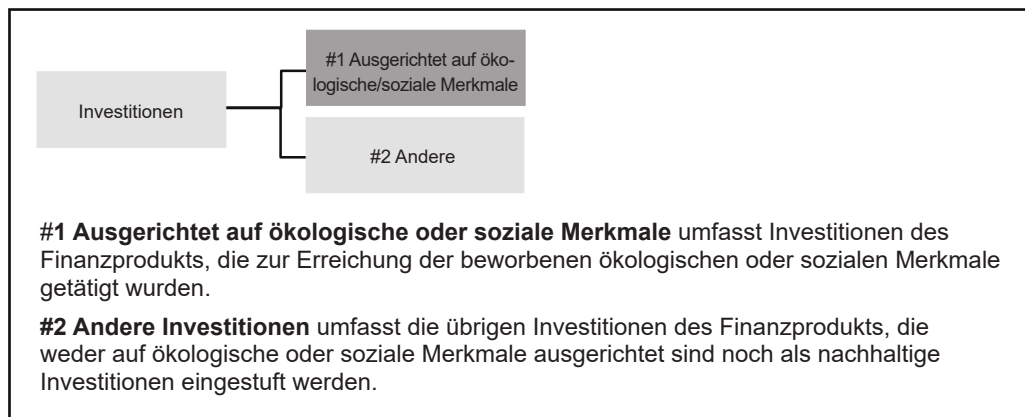 #1 Ausgerichtet auf öko-
logische/soziale Merkmale
Investitionen
#2 Andere
#1 Ausgerichtet auf ökologische oder soziale Merkmale umfasst Investitionen des
Finanzprodukts, die zur Erreichung der beworbenen ökologischen oder sozialen Merkmale
getätigt wurden.
#2 Andere Investitionen umfasst die übrigen Investitionen des Finanzprodukts, die
weder auf ökologische oder soziale Merkmale ausgerichtet sind noch als nachhaltige
Investitionen eingestuft werden.